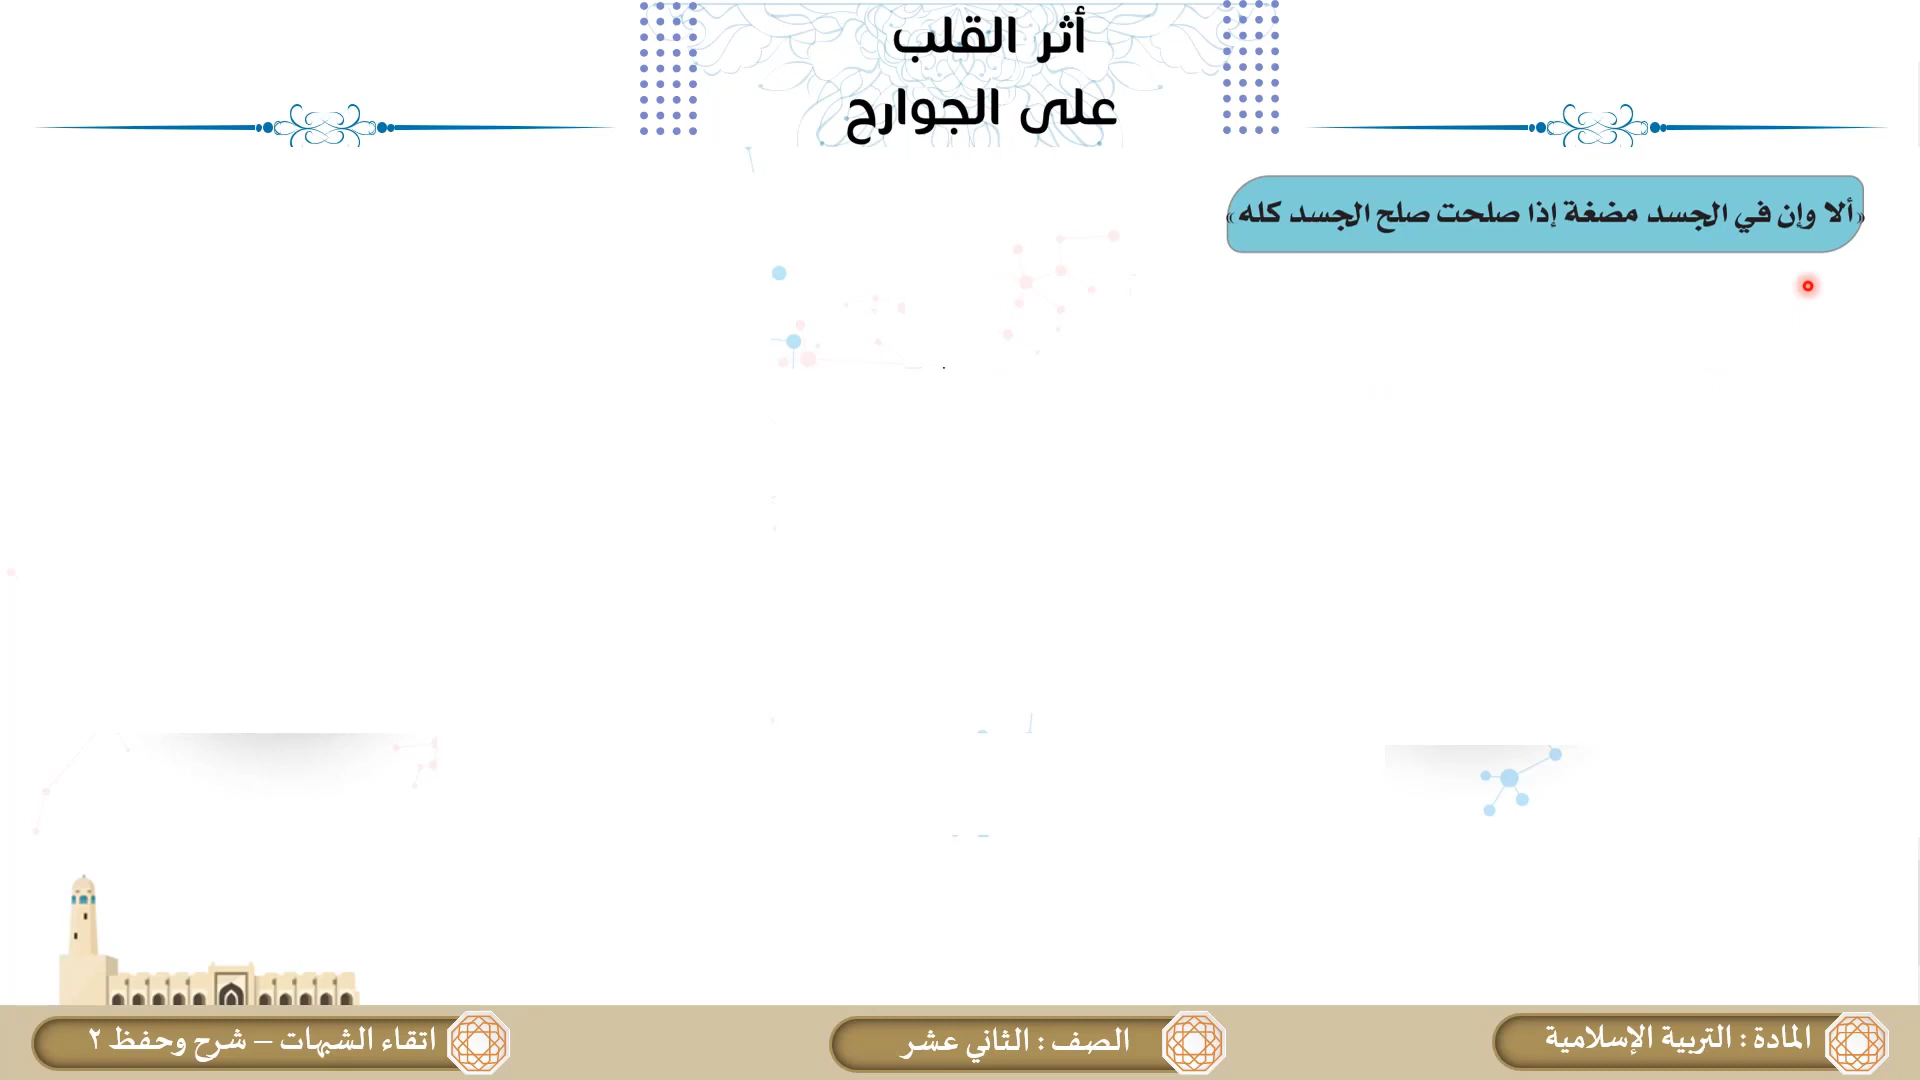 أثر القلب
على الجوارح
«ألا وإن في الجسد مضغة إذا صلحت صلح الجسد كله»
المادة : التربية الإسلامية
الصف : الثاني عشر
اتقاء الشبهات – شرح وحفظ ٢